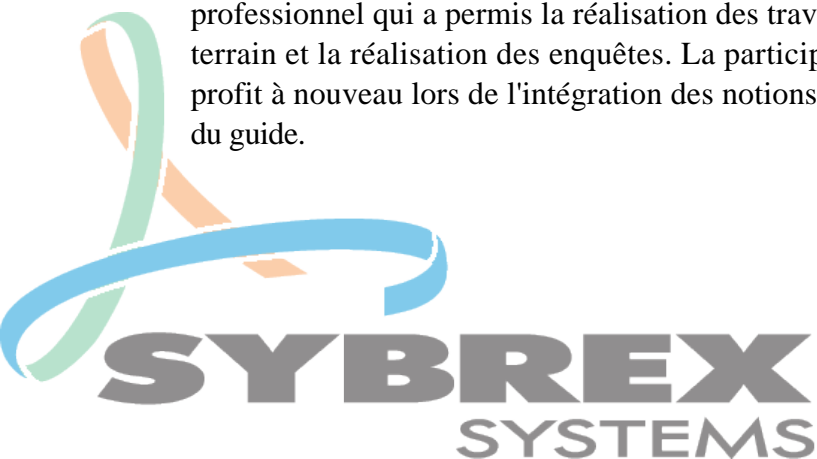 professionnel qui a permis la réalisation des trav
terrain et la réalisation des enquêtes. La particip
profit à nouveau lors de l'intégration des notions
du guide.
SYBREX
SYSTEMS